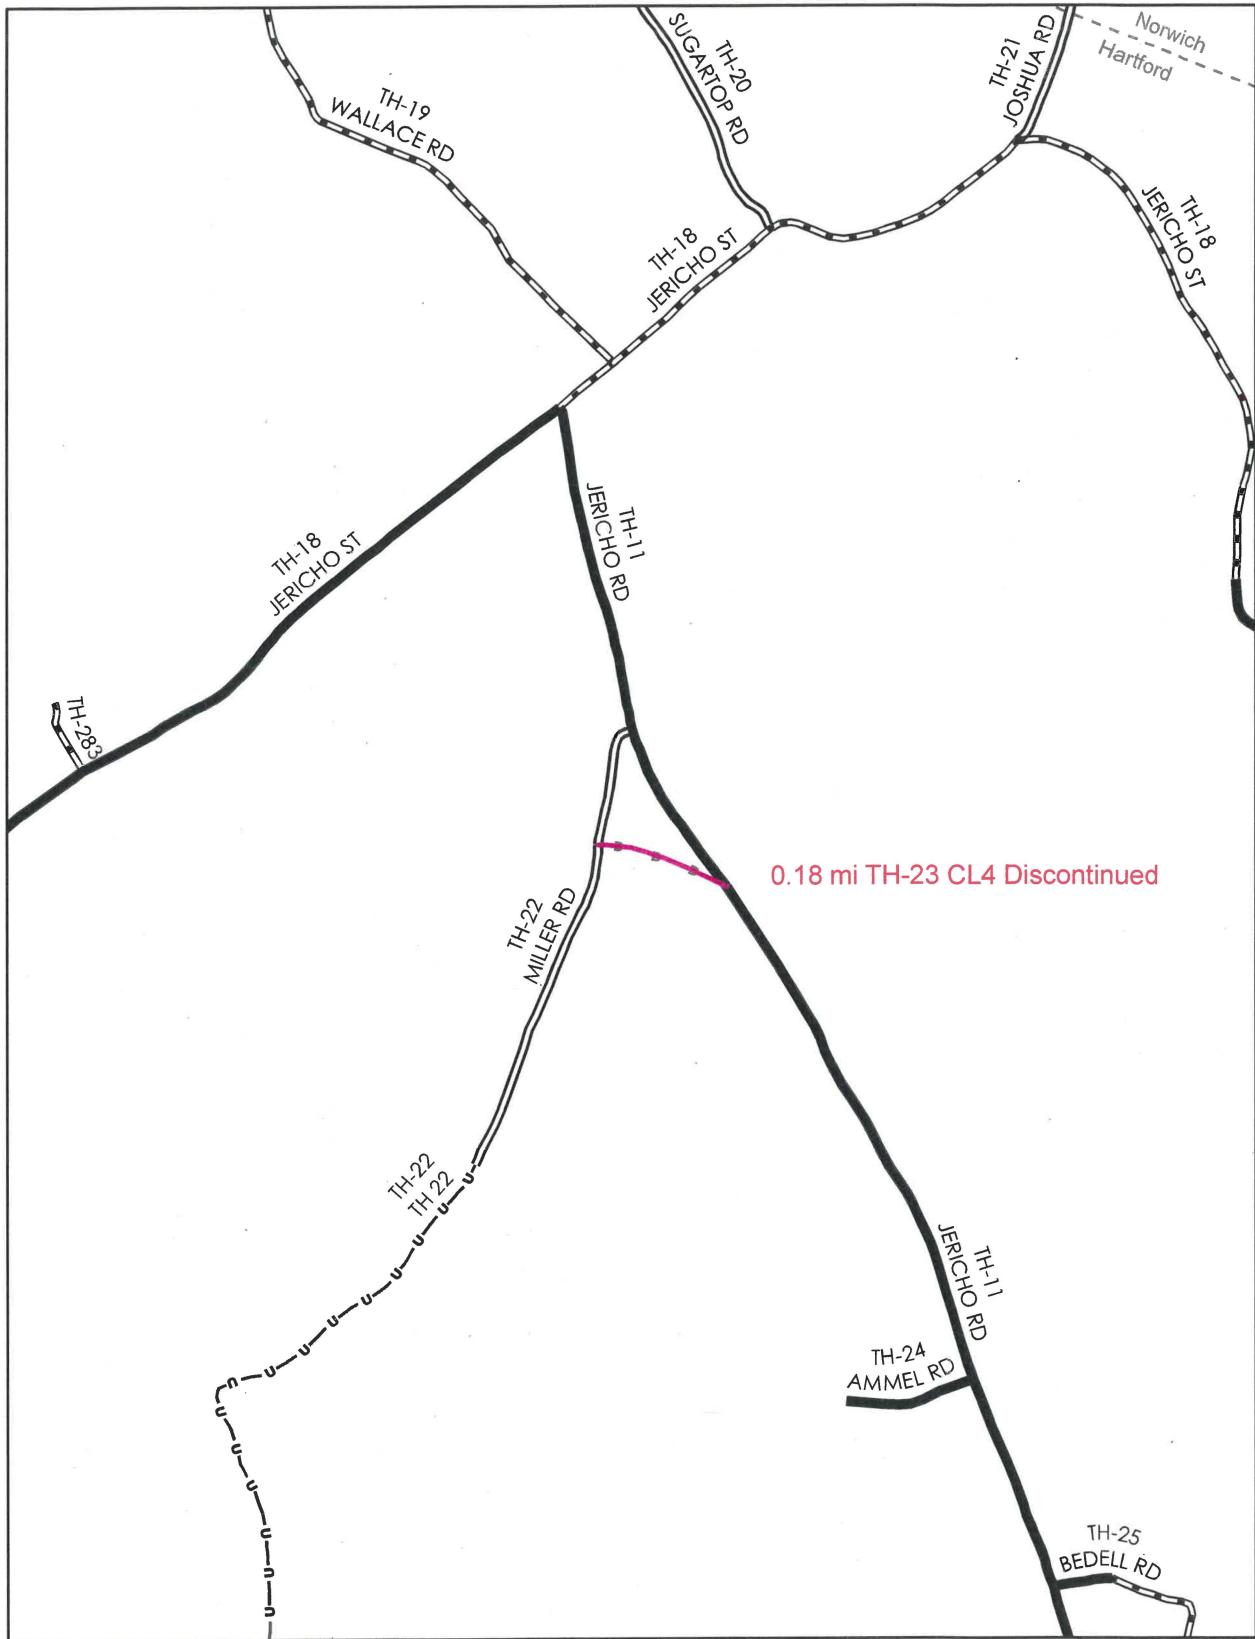 Norwich
Hartford
TH-20
SUGARTOP RD
TH-21
JOSHUA RD
TH-19
WALLACE RD
TH-18
JERICHO ST
TH-18
JERICHO ST
TH-11
JERICHO RD
TH-18
JERICHO ST
TH-283
0.18 mi TH-23 CL4 Discontinued
TH-22
MILLER RD
TH-22
TH 22
TH-11
JERICHO RD
TH-24
AMMEL RD
TH-25
BEDELL RD